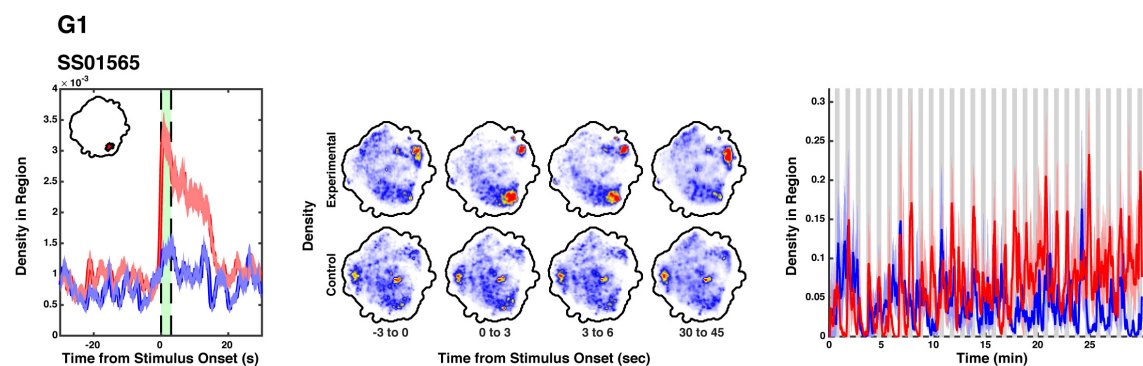 G1
SS01565
× 10⁻³
4
3.5
3
2.5
2
1.5
1
0.5
0
Density in Region
-20 0 20
Time from Stimulus Onset (s)
Density
Experimental
Control
-3 to 0 0 to 3 3 to 6 30 to 45
Time from Stimulus Onset (sec)
0.3
0.25
0.2
0.15
0.1
0.05
0
Density in Region
0 5 10 15 20 25
Time (min)